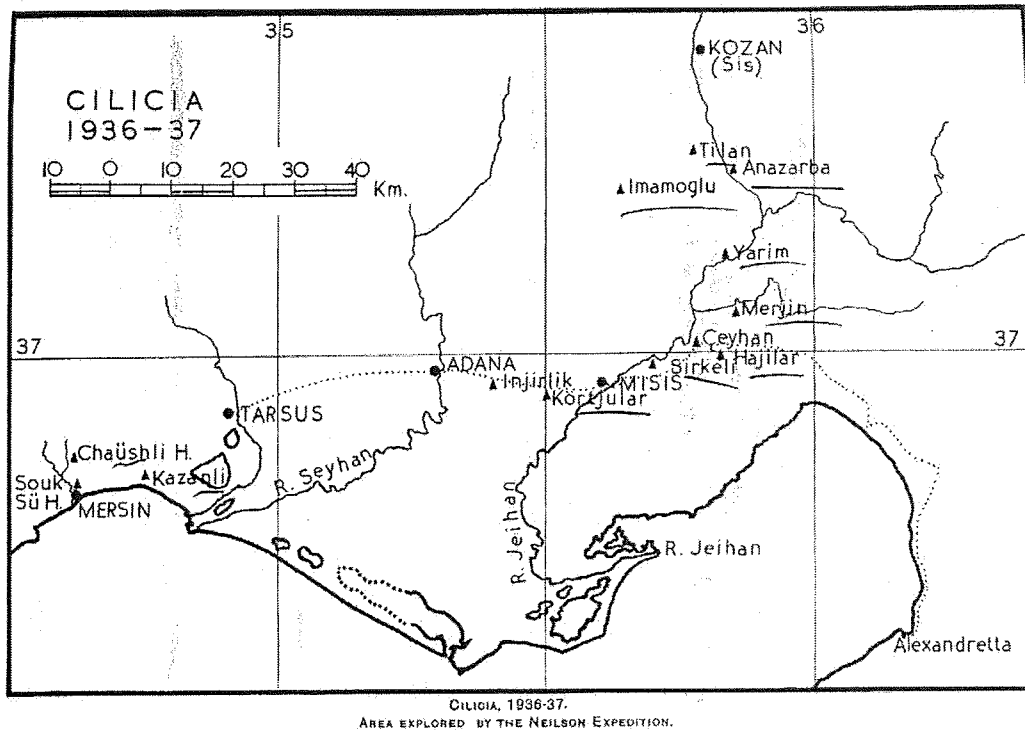 35
36
KOZAN
(Sis)
CILICIA
1936–37
10 0 10 20 30 40
Km.
Tilan
Anazarba
Imamoglu
Yarim
Merjin
37
37
Ceyhan
Hajilar
Sirkeli
ADANA
Injirlik
MISIS
Körtjular
TARSUS
Chaüshli H.
Kazanli
Souk
Sü H.
MERSIN
R. Seyhan
R. Jeihan
R. Jeihan
Alexandretta
CILICIA, 1936-37.
AREA EXPLORED BY THE NEILSON EXPEDITION.